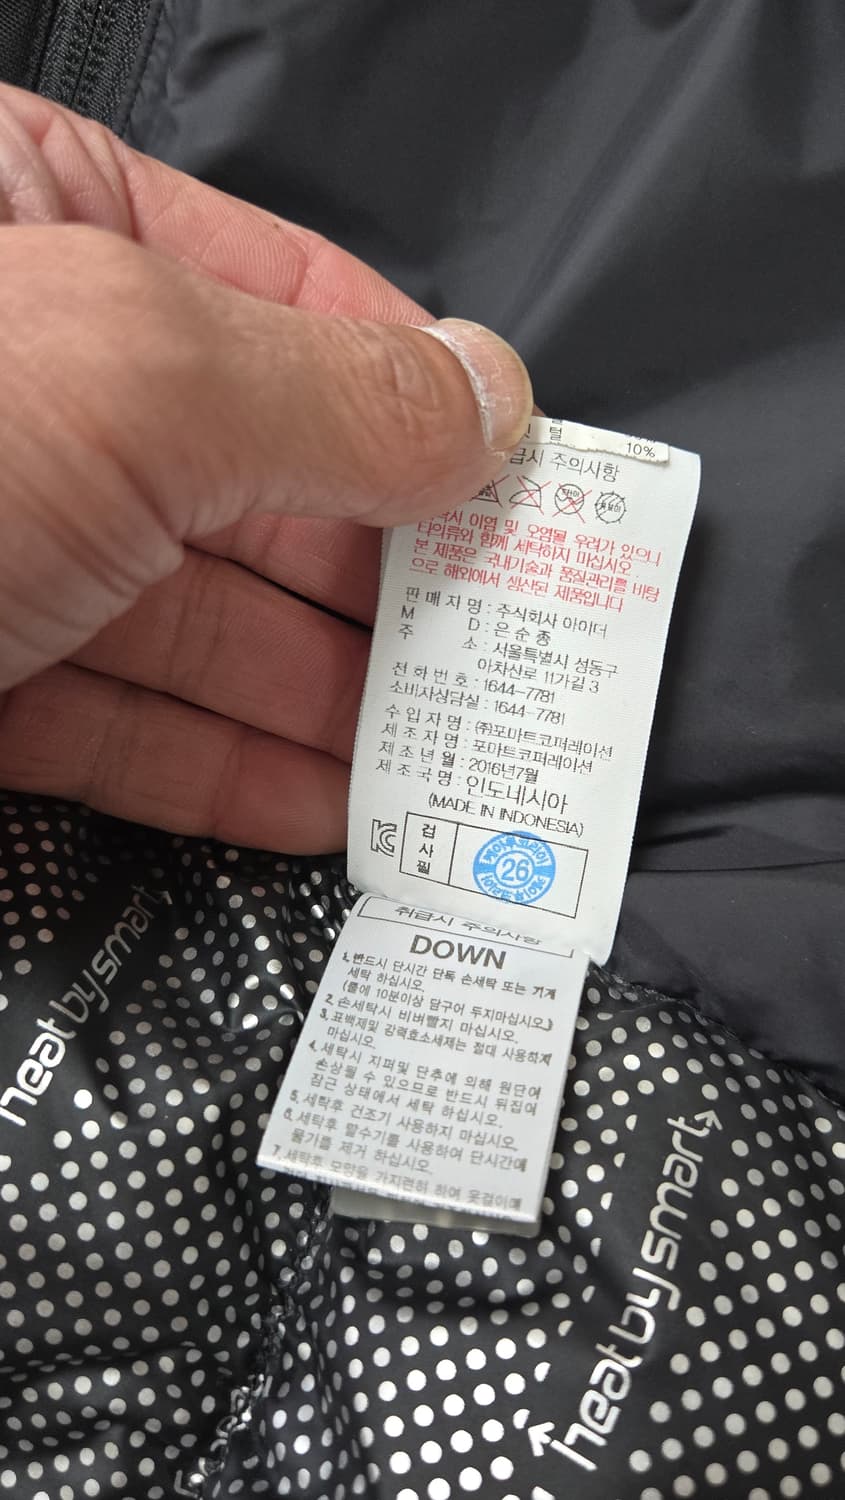 털
10%
급시 주의사항
시 이염 및 오염될 우려가 있으니
타의류와 함께 세탁하지 마십시오.
본 제품은 국내기술과 품질관리를 바탕
으로 해외에서 생산된 제품입니다
판 매 자 명 : 주식회사 아이더
M D : 은 순 종
주 소 : 서울특별시 성동구
아차산로 11가길 3
전 화 번 호 : 1644-7781
소비자상담실 : 1644-7781
수 입 자 명 : (주)포마트코퍼레이션
제 조 자 명 : 포마트코퍼레이션
제 조 년 월 : 2016년7월
제 조 국 명 : 인도네시아
(MADE IN INDONESIA)
KC
검사필
26
취급시 주의사항
DOWN
1. 반드시 단시간 단독 손세탁 또는 기계
세탁 하십시오.
(물에 10분이상 담구어 두지마십시오)
2. 손세탁시 비벼빨지 마십시오.
3. 표백제및 강력효소세제는 절대 사용하지
마십시오.
4. 세탁시 지퍼및 단추에 의해 원단이
손상될 수 있으므로 반드시 뒤집어
잠근 상태에서 세탁 하십시오.
5. 세탁후 건조기 사용하지 마십시오.
6. 세탁후 탈수기를 사용하여 단시간에
물기를 제거 하십시오.
7. 세탁후 모양을 가지런히 하여 옷걸이에
heat by smart
heat by smart